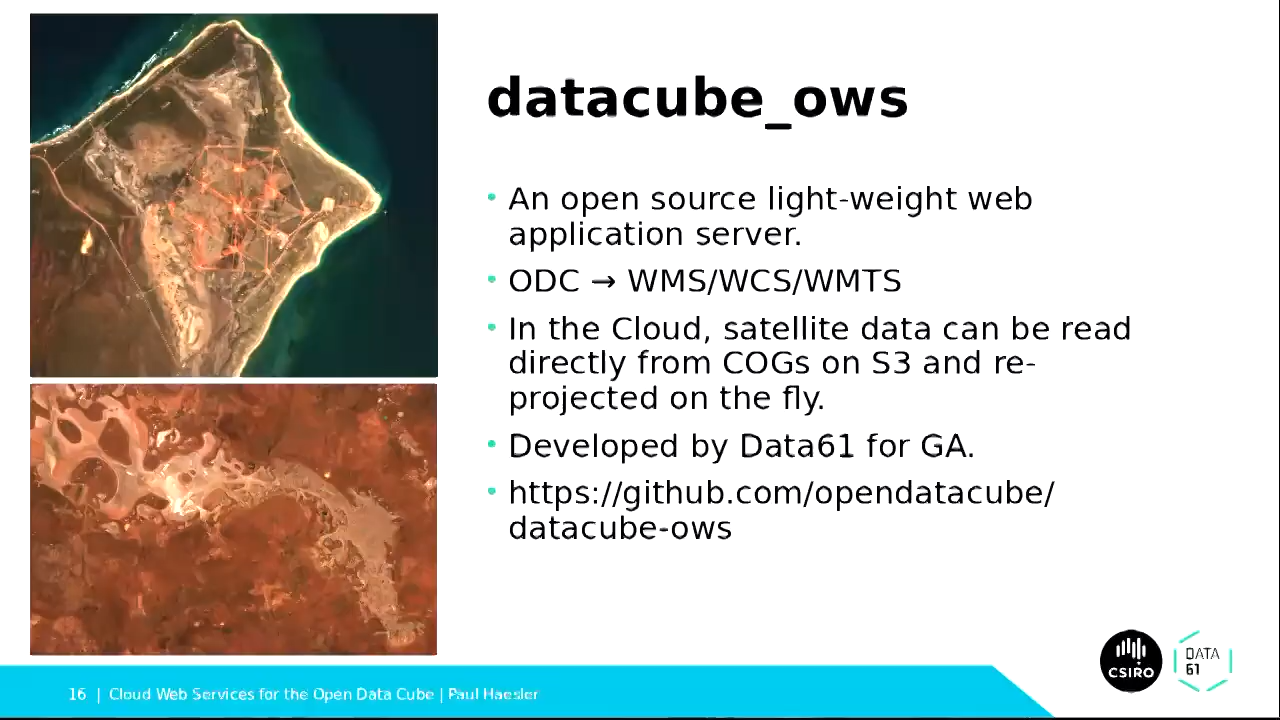 datacube_ows
• An open source light-weight web
application server.
• ODC → WMS/WCS/WMTS
• In the Cloud, satellite data can be read
directly from COGs on S3 and re-
projected on the fly.
• Developed by Data61 for GA.
• https://github.com/opendatacube/
datacube-ows
CSIRO
DATA
61
16 | Cloud Web Services for the Open Data Cube | Paul Haesler